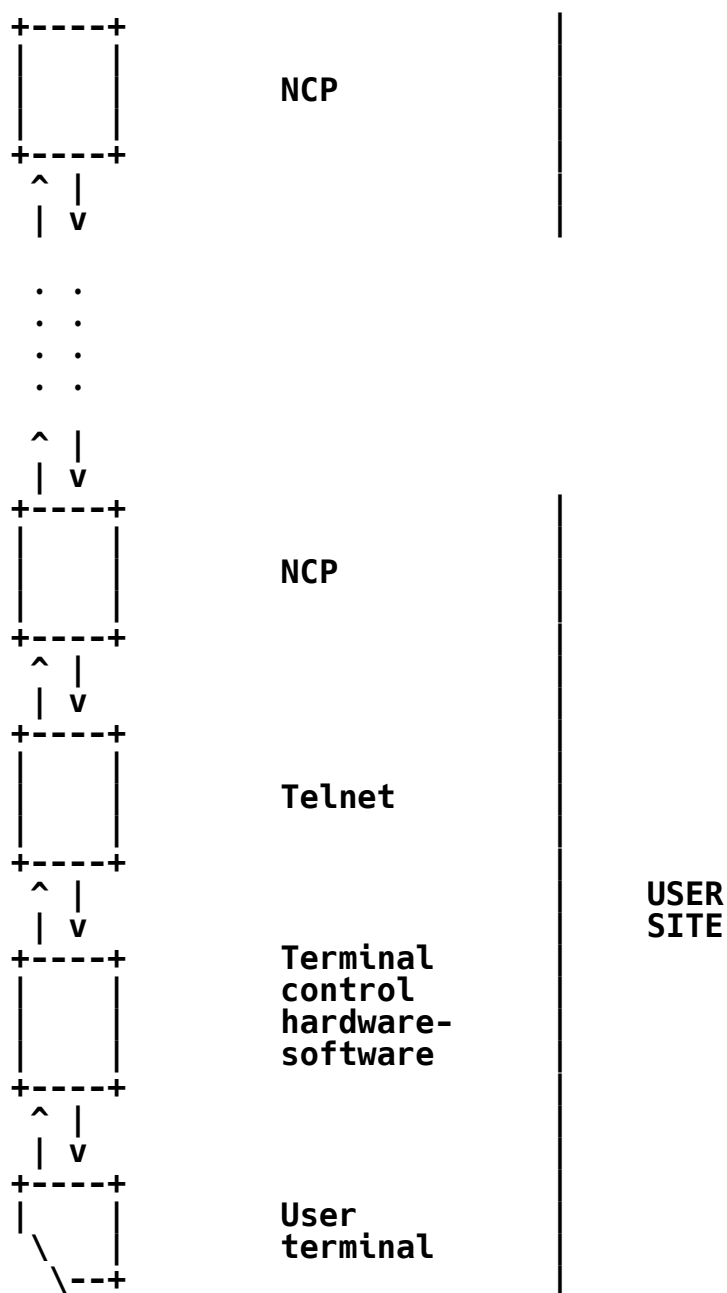 NCP
NCP
Telnet
USER
SITE
Terminal
control
hardware-
software
User
terminal